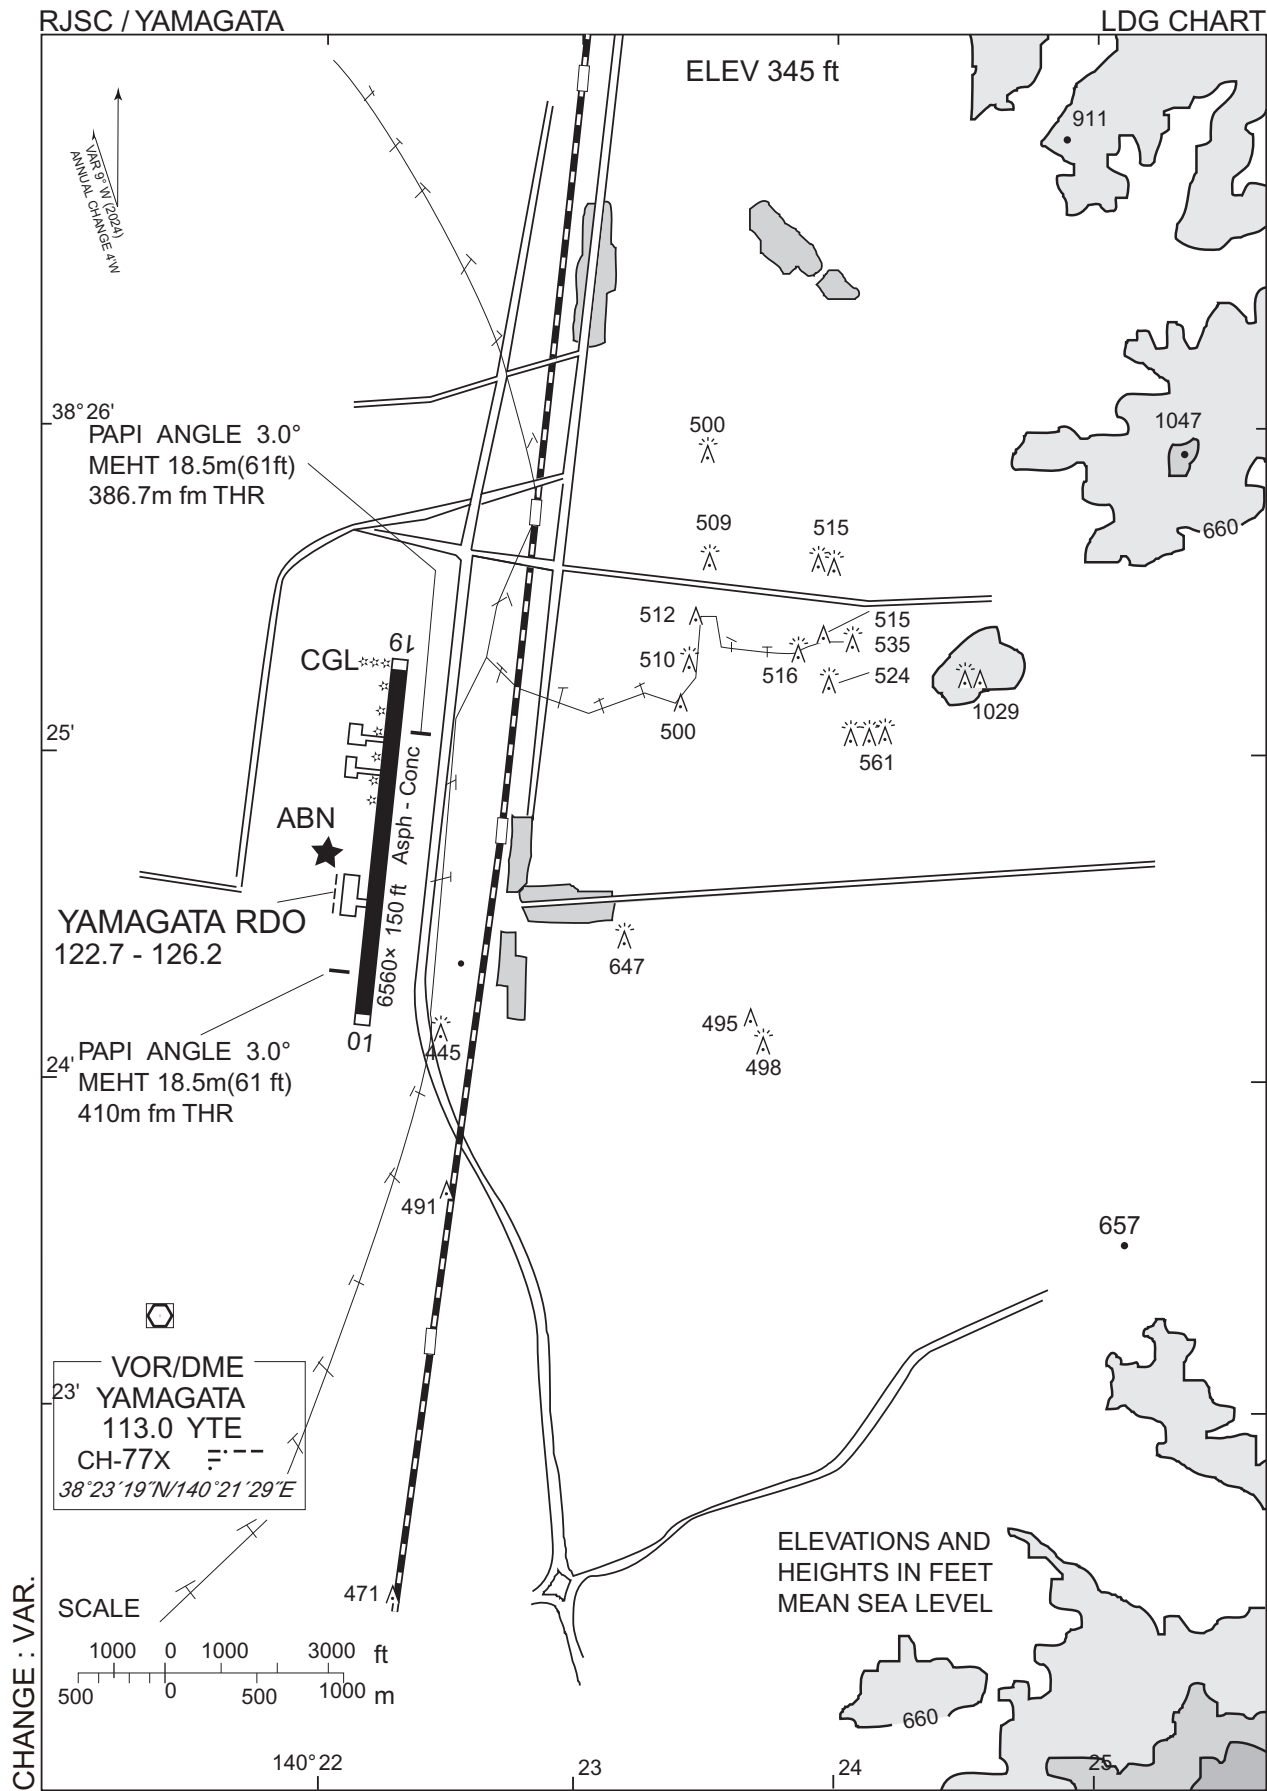 RJSC / YAMAGATA
LDG CHART
ELEV 345 ft
911
VAR 9° W (2024)
ANNUAL CHANGE 4'W
38°26'
PAPI ANGLE 3.0°
MEHT 18.5m(61ft)
386.7m fm THR
500
1047
660
509
515
512
515
535
510
516
524
1029
500
561
CGL
19
25'
ABN
Asph - Conc
6560× 150 ft
YAMAGATA RDO
122.7 - 126.2
647
495
498
01
445
24'
PAPI ANGLE 3.0°
MEHT 18.5m(61 ft)
410m fm THR
491
657
VOR/DME
23'
YAMAGATA
113.0 YTE
CH-77X
38°23´19˝N/140°21´29˝E
ELEVATIONS AND
HEIGHTS IN FEET
MEAN SEA LEVEL
471
SCALE
1000 0 1000 3000 ft
500 0 500 1000 m
660
140°22
23
24
25
CHANGE : VAR.